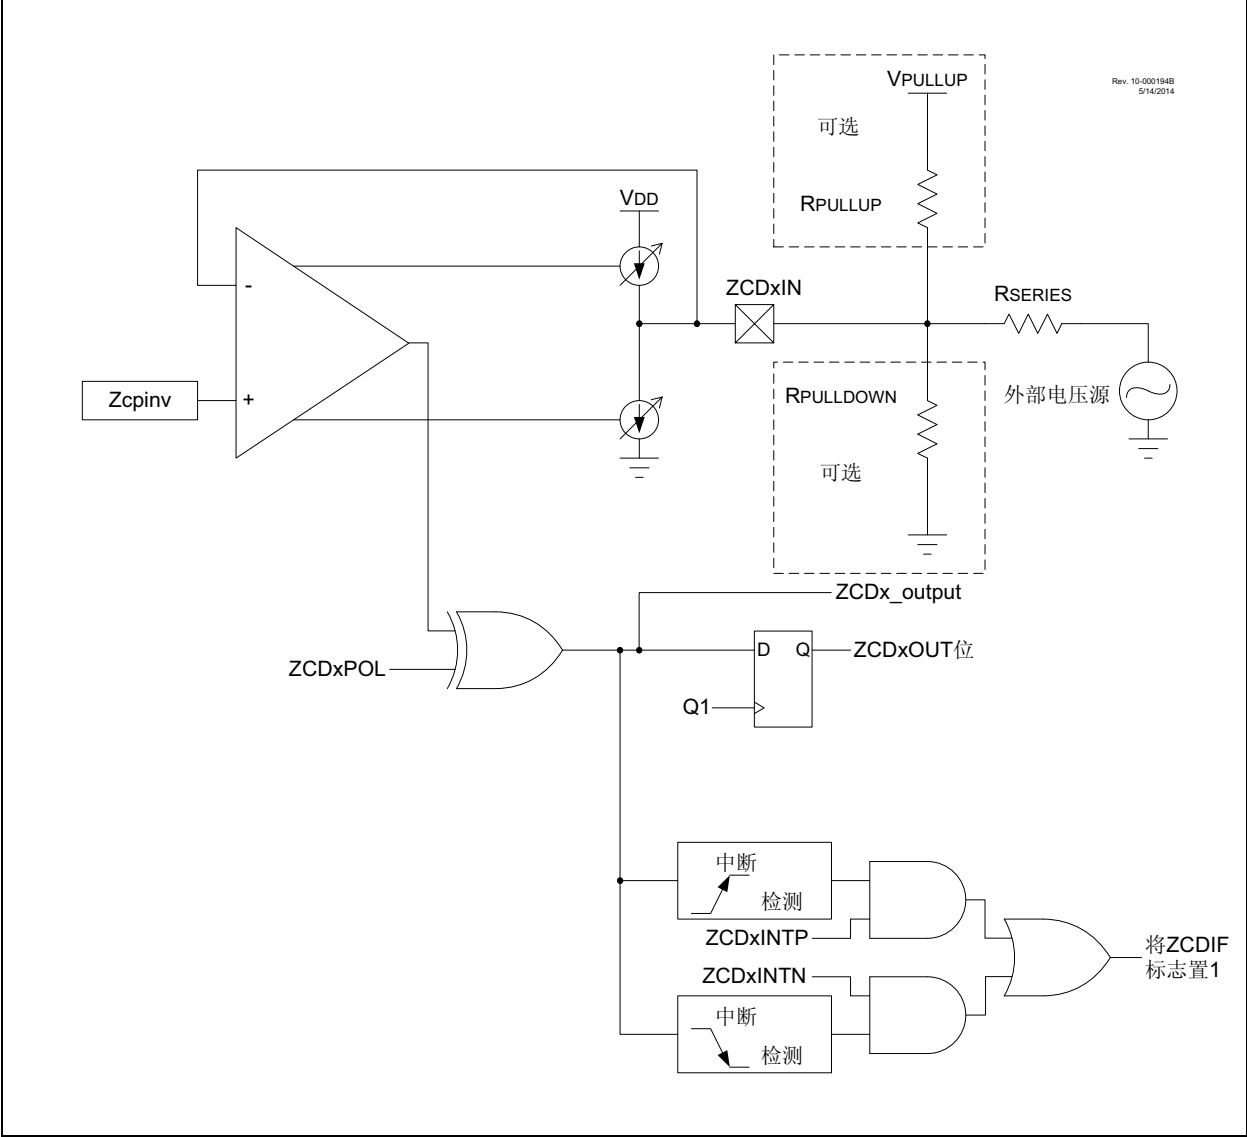 VPULLUP
Rev. 10-000194B
5/14/2014
可选
VDD
RPULLUP
ZCDxIN
RSERIES
-
Zcpinv
+
RPULLDOWN
外部电压源
可选
ZCDx_output
D Q
ZCDxOUT位
ZCDxPOL
Q1
中断
检测
ZCDxINTP
将ZCDIF
标志置1
ZCDxINTN
中断
检测